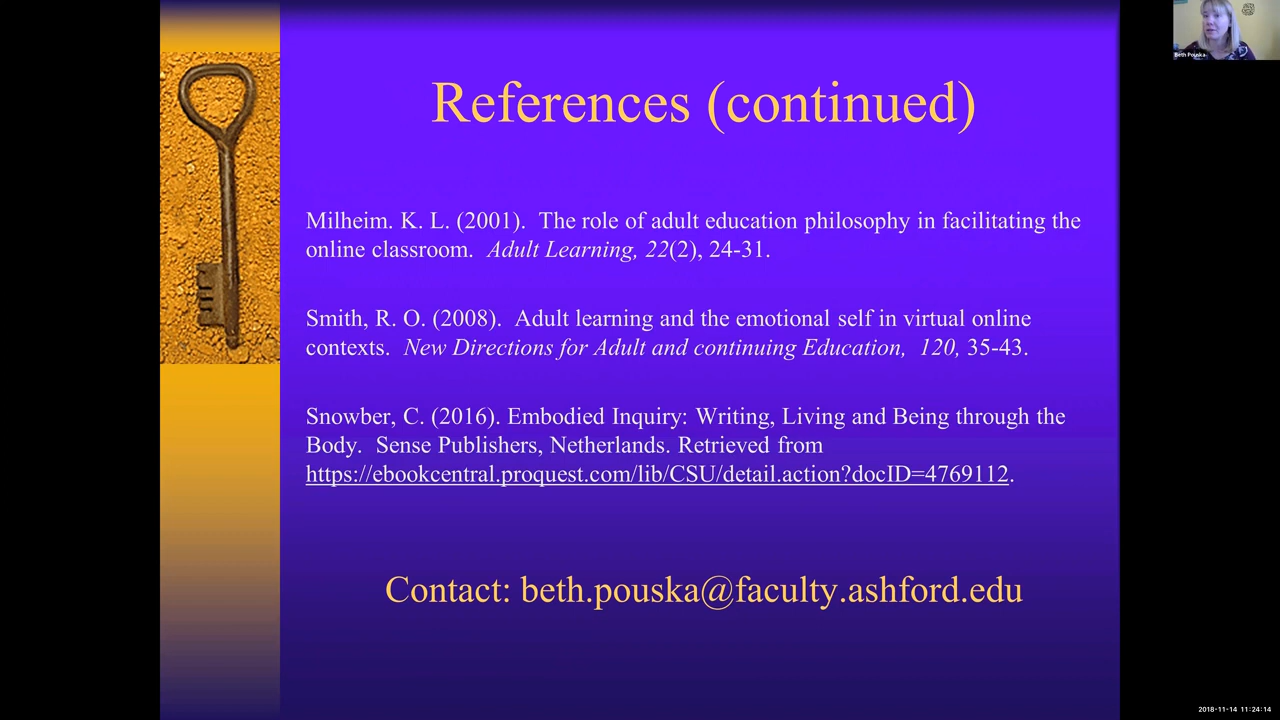 References (continued)
Milheim. K. L. (2001).  The role of adult education philosophy in facilitating the
online classroom.  Adult Learning, 22(2), 24-31.
Smith, R. O. (2008).  Adult learning and the emotional self in virtual online
contexts.  New Directions for Adult and continuing Education,  120, 35-43.
Snowber, C. (2016). Embodied Inquiry: Writing, Living and Being through the
Body.  Sense Publishers, Netherlands. Retrieved from
https://ebookcentral.proquest.com/lib/CSU/detail.action?docID=4769112.
Contact: beth.pouska@faculty.ashford.edu
Beth Pouska
2018-11-14 11:24:14